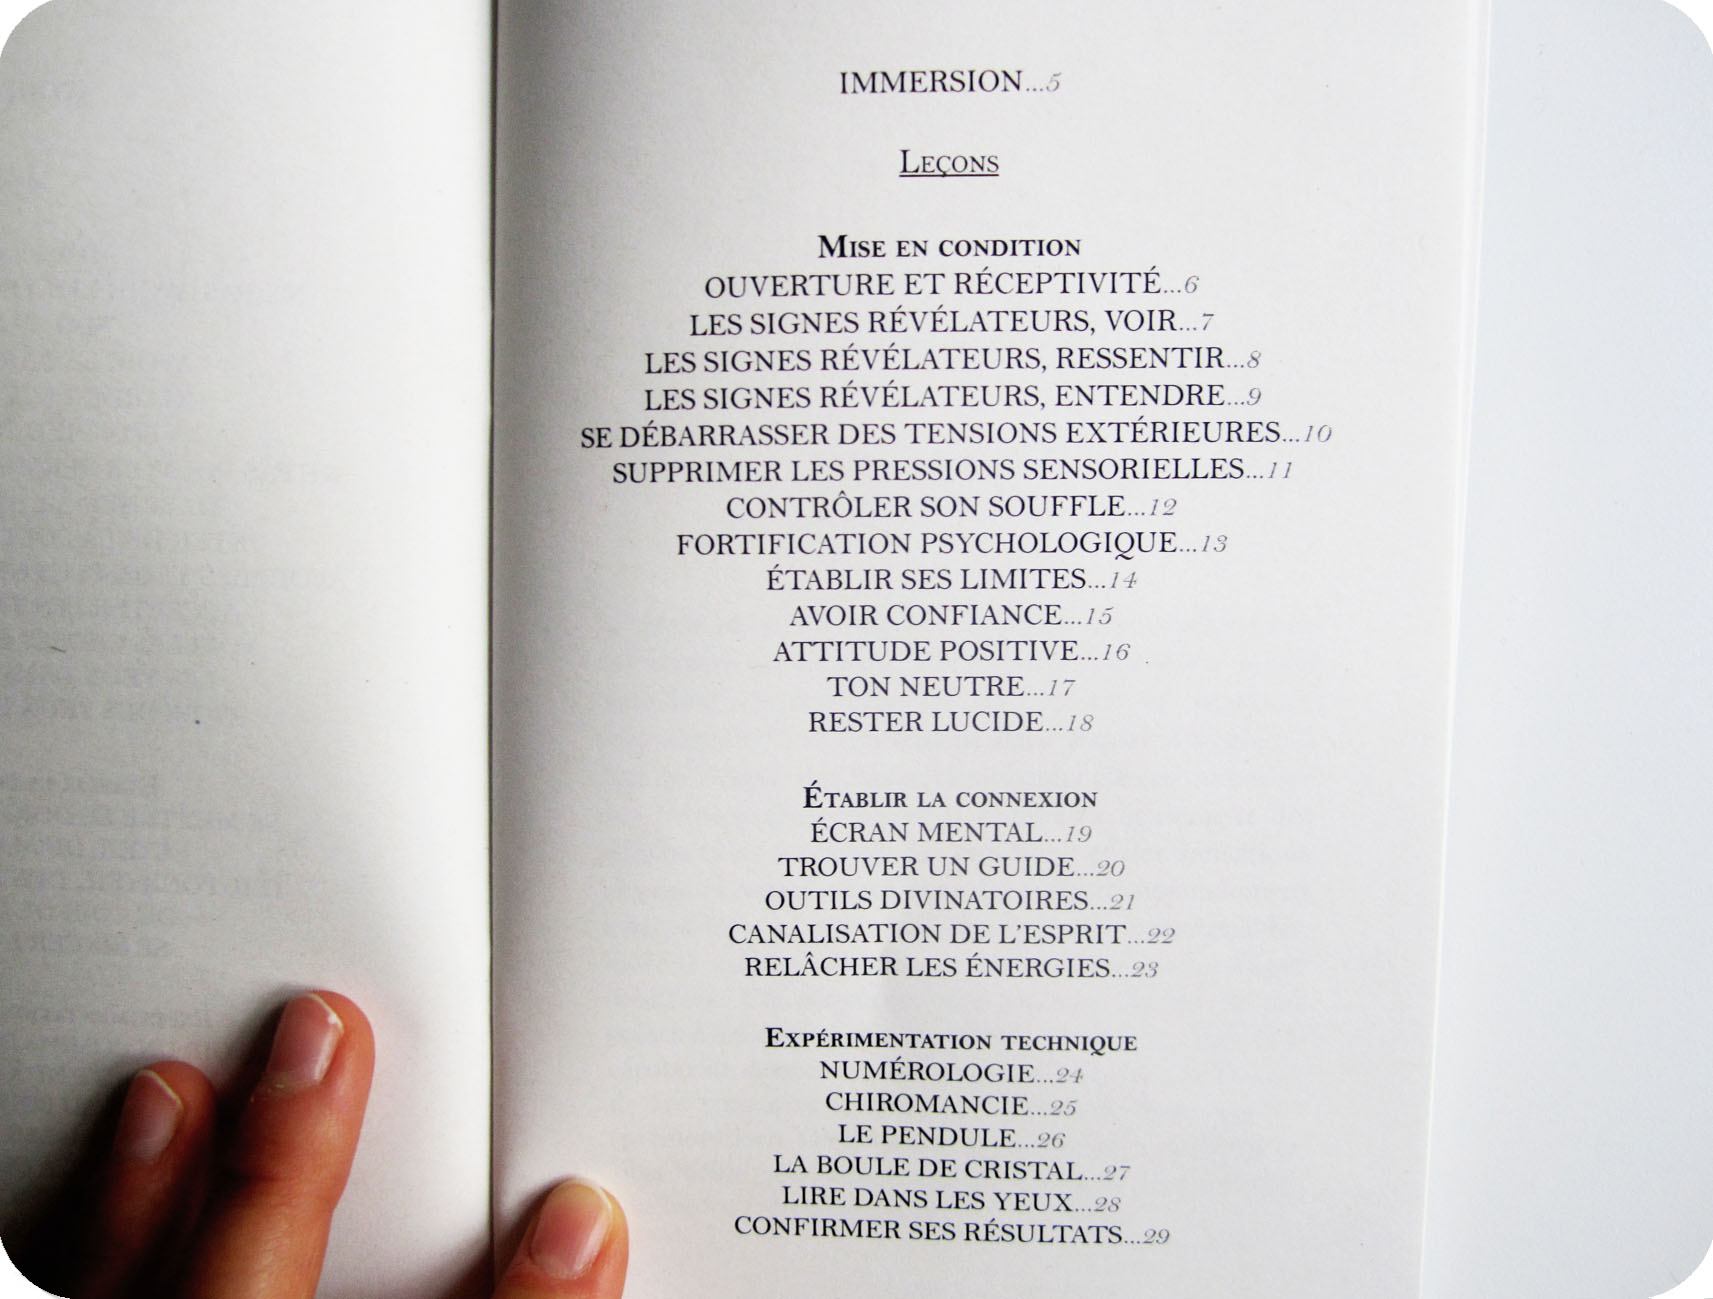 IMMERSION...5
Leçons
Mise en condition
OUVERTURE ET RÉCEPTIVITÉ...6
LES SIGNES RÉVÉLATEURS, VOIR...7
LES SIGNES RÉVÉLATEURS, RESSENTIR...8
LES SIGNES RÉVÉLATEURS, ENTENDRE...9
SE DÉBARRASSER DES TENSIONS EXTÉRIEURES...10
SUPPRIMER LES PRESSIONS SENSORIELLES...11
CONTRÔLER SON SOUFFLE...12
FORTIFICATION PSYCHOLOGIQUE...13
ÉTABLIR SES LIMITES...14
AVOIR CONFIANCE...15
ATTITUDE POSITIVE...16
TON NEUTRE...17
RESTER LUCIDE...18
Établir la connexion
ÉCRAN MENTAL...19
TROUVER UN GUIDE...20
OUTILS DIVINATOIRES...21
CANALISATION DE L'ESPRIT...22
RELÂCHER LES ÉNERGIES...23
Expérimentation technique
NUMÉROLOGIE...24
CHIROMANCIE...25
LE PENDULE...26
LA BOULE DE CRISTAL...27
LIRE DANS LES YEUX...28
CONFIRMER SES RÉSULTATS...29